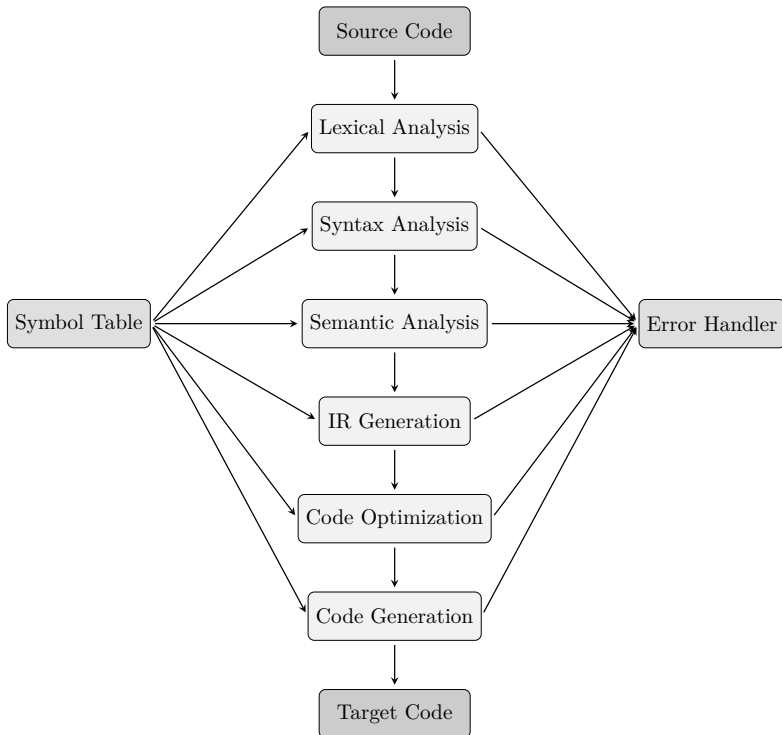 Source Code
Lexical Analysis
Syntax Analysis
Symbol Table
Semantic Analysis
Error Handler
IR Generation
Code Optimization
Code Generation
Target Code